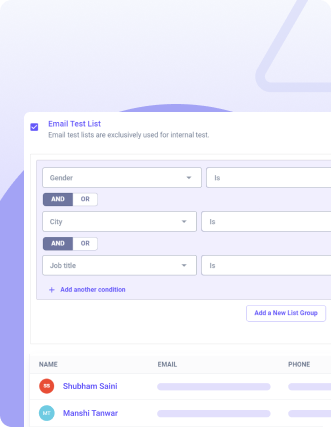 Email Test List
Email test lists are exclusively used for internal test.
Gender Is
AND OR
City Is
AND OR
Job title Is
+ Add another condition
Add a New List Group
NAME EMAIL PHONE
SS Shubham Saini
MT Manshi Tanwar